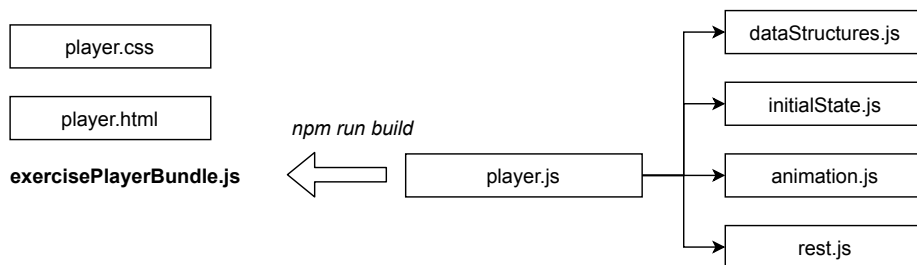 player.css
player.html
exercisePlayerBundle.js
npm run build
player.js
dataStructures.js
initialState.js
animation.js
rest.js